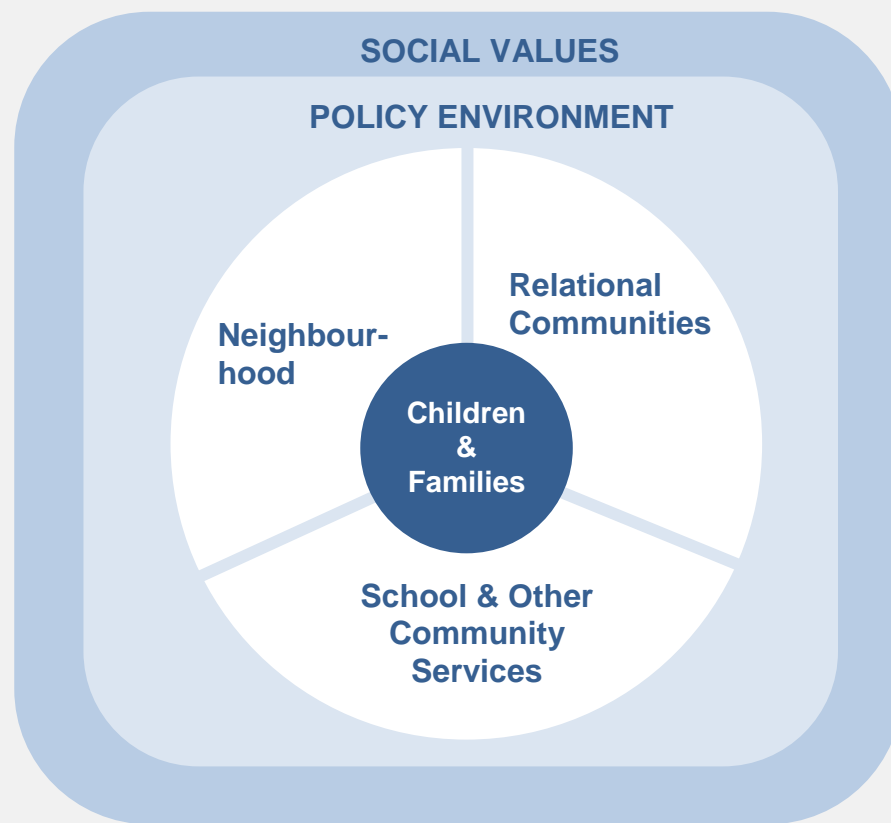 SOCIAL VALUES
POLICY ENVIRONMENT
Relational
Communities
Neighbour-
hood
Children
&
Families
School & Other
Community
Services